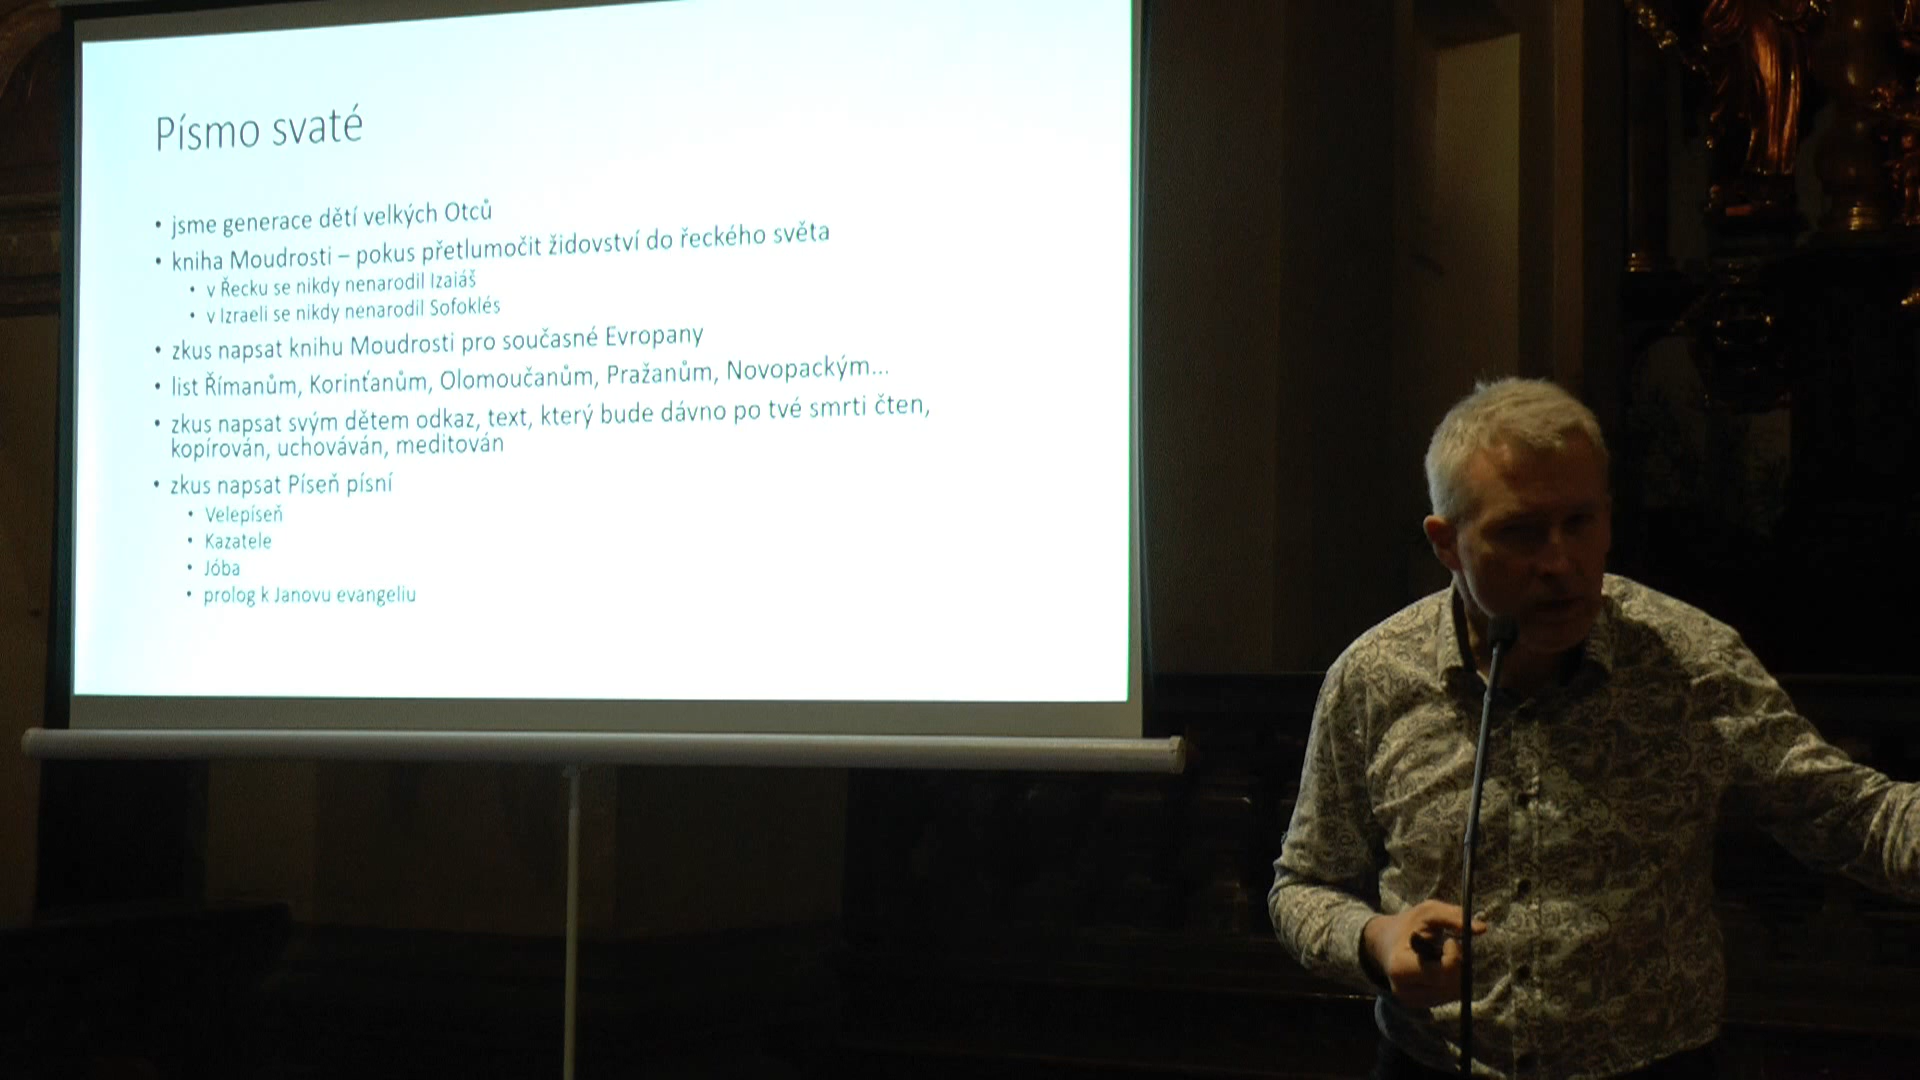 Písmo svaté
• jsme generace dětí velkých Otců
• kniha Moudrosti – pokus přetlumočit židovství do řeckého světa
• v Řecku se nikdy nenarodil Izaiáš
• v Izraeli se nikdy nenarodil Sofoklés
• zkus napsat knihu Moudrosti pro současné Evropany
• list Římanům, Korinťanům, Olomoučanům, Pražanům, Novopackým...
• zkus napsat svým dětem odkaz, text, který bude dávno po tvé smrti čten,
kopírován, uchováván, meditován
• zkus napsat Píseň písní
• Velepíseň
• Kazatele
• Jóba
• prolog k Janovu evangeliu